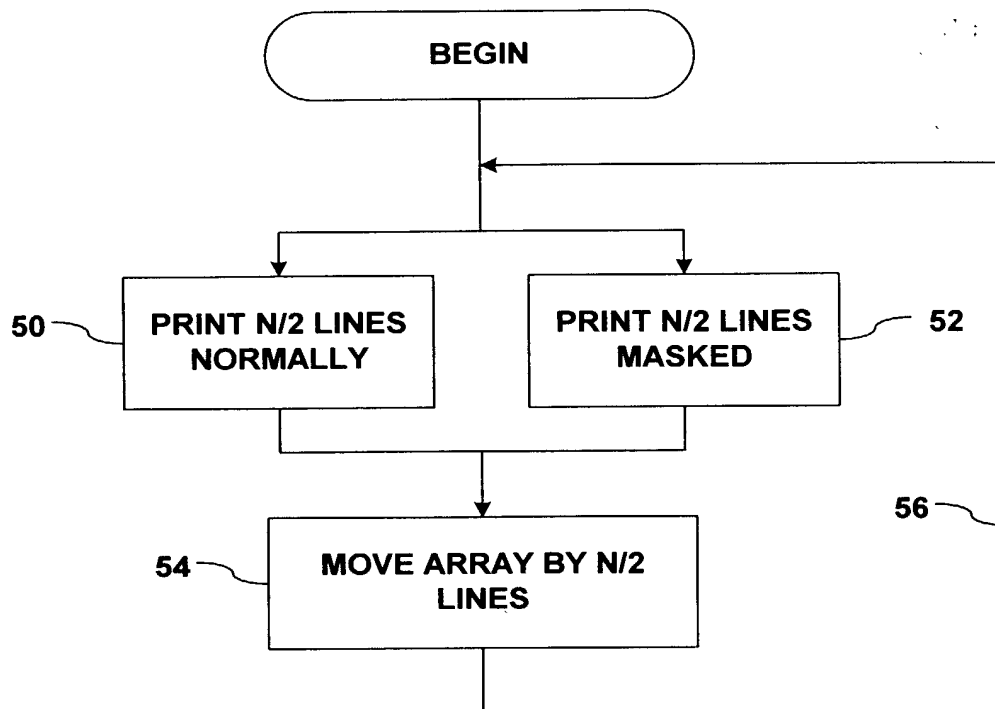 BEGIN
50
PRINT N/2 LINES
NORMALLY
PRINT N/2 LINES
MASKED
52
54
MOVE ARRAY BY N/2
LINES
56